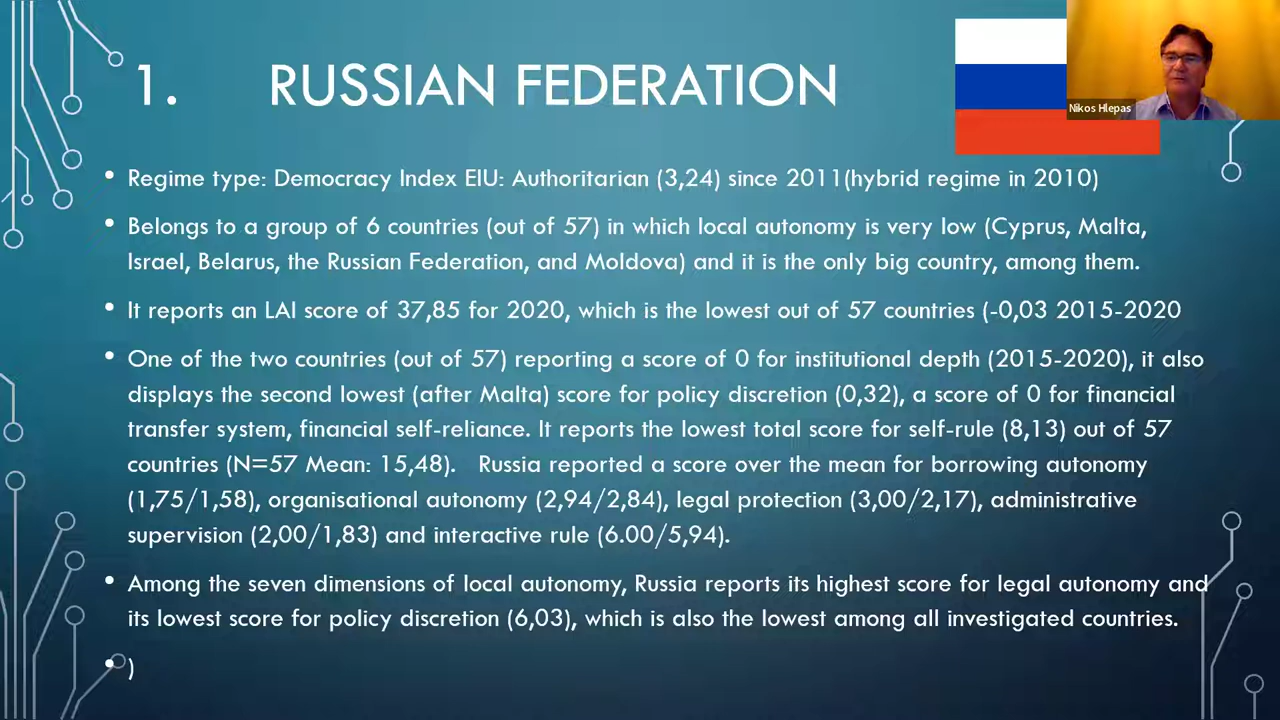 1. RUSSIAN FEDERATION
Nikos Hlepas
• Regime type: Democracy Index EIU: Authoritarian (3,24) since 2011(hybrid regime in 2010)
• Belongs to a group of 6 countries (out of 57) in which local autonomy is very low (Cyprus, Malta,
Israel, Belarus, the Russian Federation, and Moldova) and it is the only big country, among them.
• It reports an LAI score of 37,85 for 2020, which is the lowest out of 57 countries (-0,03 2015-2020
• One of the two countries (out of 57) reporting a score of 0 for institutional depth (2015-2020), it also
displays the second lowest (after Malta) score for policy discretion (0,32), a score of 0 for financial
transfer system, financial self-reliance. It reports the lowest total score for self-rule (8,13) out of 57
countries (N=57 Mean: 15,48). Russia reported a score over the mean for borrowing autonomy
(1,75/1,58), organisational autonomy (2,94/2,84), legal protection (3,00/2,17), administrative
supervision (2,00/1,83) and interactive rule (6.00/5,94).
• Among the seven dimensions of local autonomy, Russia reports its highest score for legal autonomy and
its lowest score for policy discretion (6,03), which is also the lowest among all investigated countries.
• )